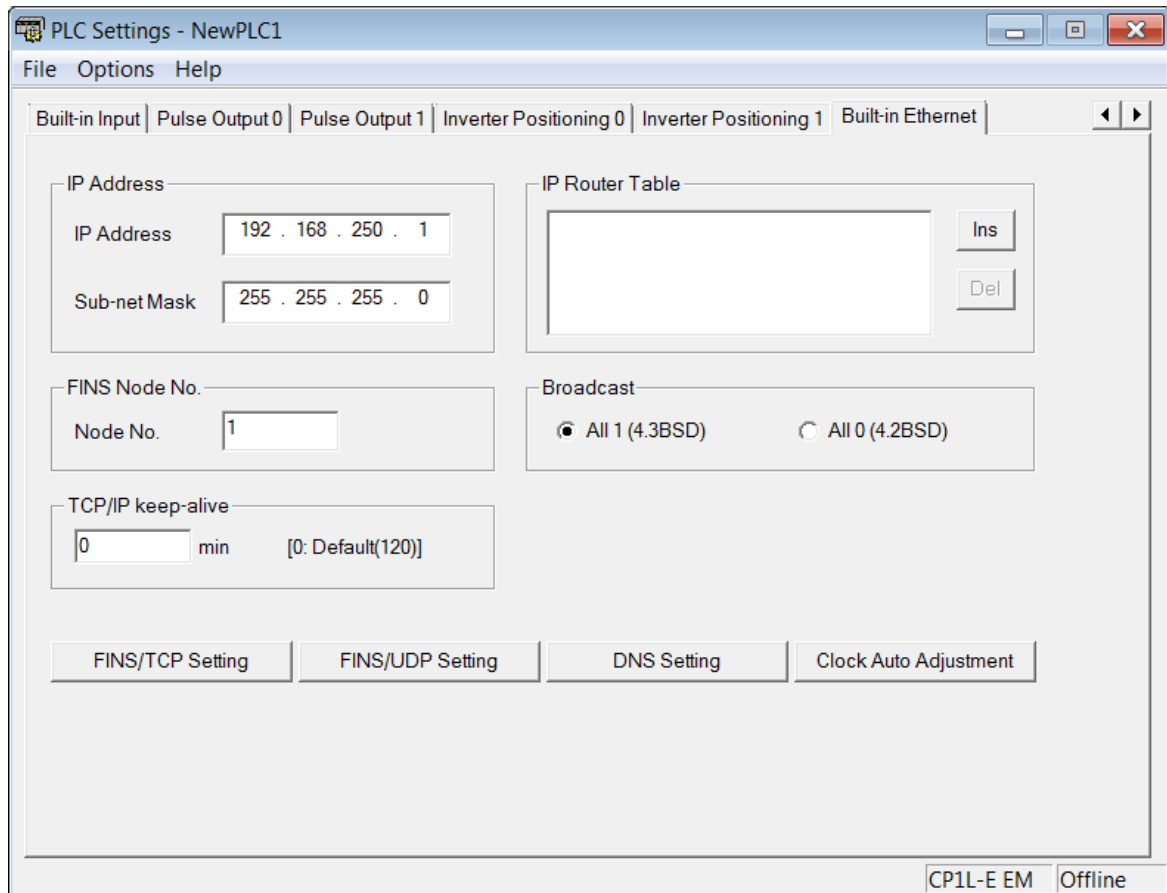 PLC Settings - NewPLC1
File Options Help
Built-in Input Pulse Output 0 Pulse Output 1 Inverter Positioning 0 Inverter Positioning 1 Built-in Ethernet
IP Address
IP Address 192 . 168 . 250 . 1
Sub-net Mask 255 . 255 . 255 . 0
IP Router Table
Ins
Del
FINS Node No.
Node No. 1
Broadcast
All 1 (4.3BSD) All 0 (4.2BSD)
TCP/IP keep-alive
0 min [0: Default(120)]
FINS/TCP Setting FINS/UDP Setting DNS Setting Clock Auto Adjustment
CP1L-E EM Offline